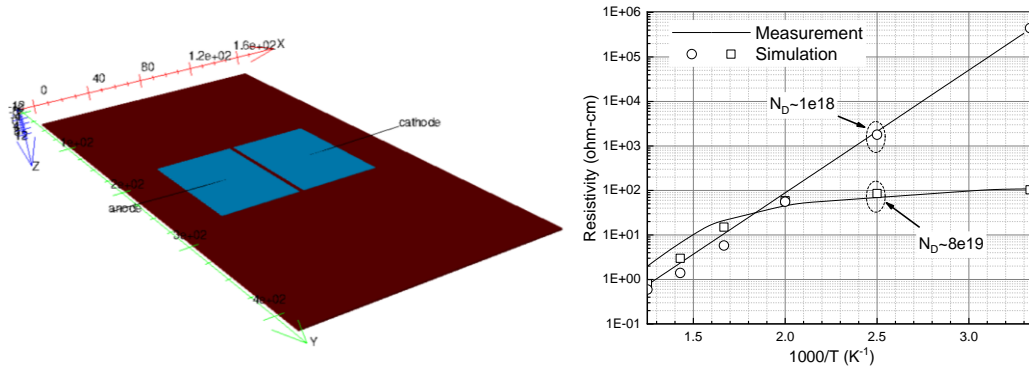 0
40
80
1.2e+02
1.6e+02
X
cathode
Z
anode
Y
Measurement
Simulation
N_D~1e18
N_D~8e19
1E+06
1E+05
1E+04
1E+03
1E+02
1E+01
1E+00
1E-01
Resistivity (ohm-cm)
1.5
2.0
2.5
3.0
1000/T (K⁻¹)